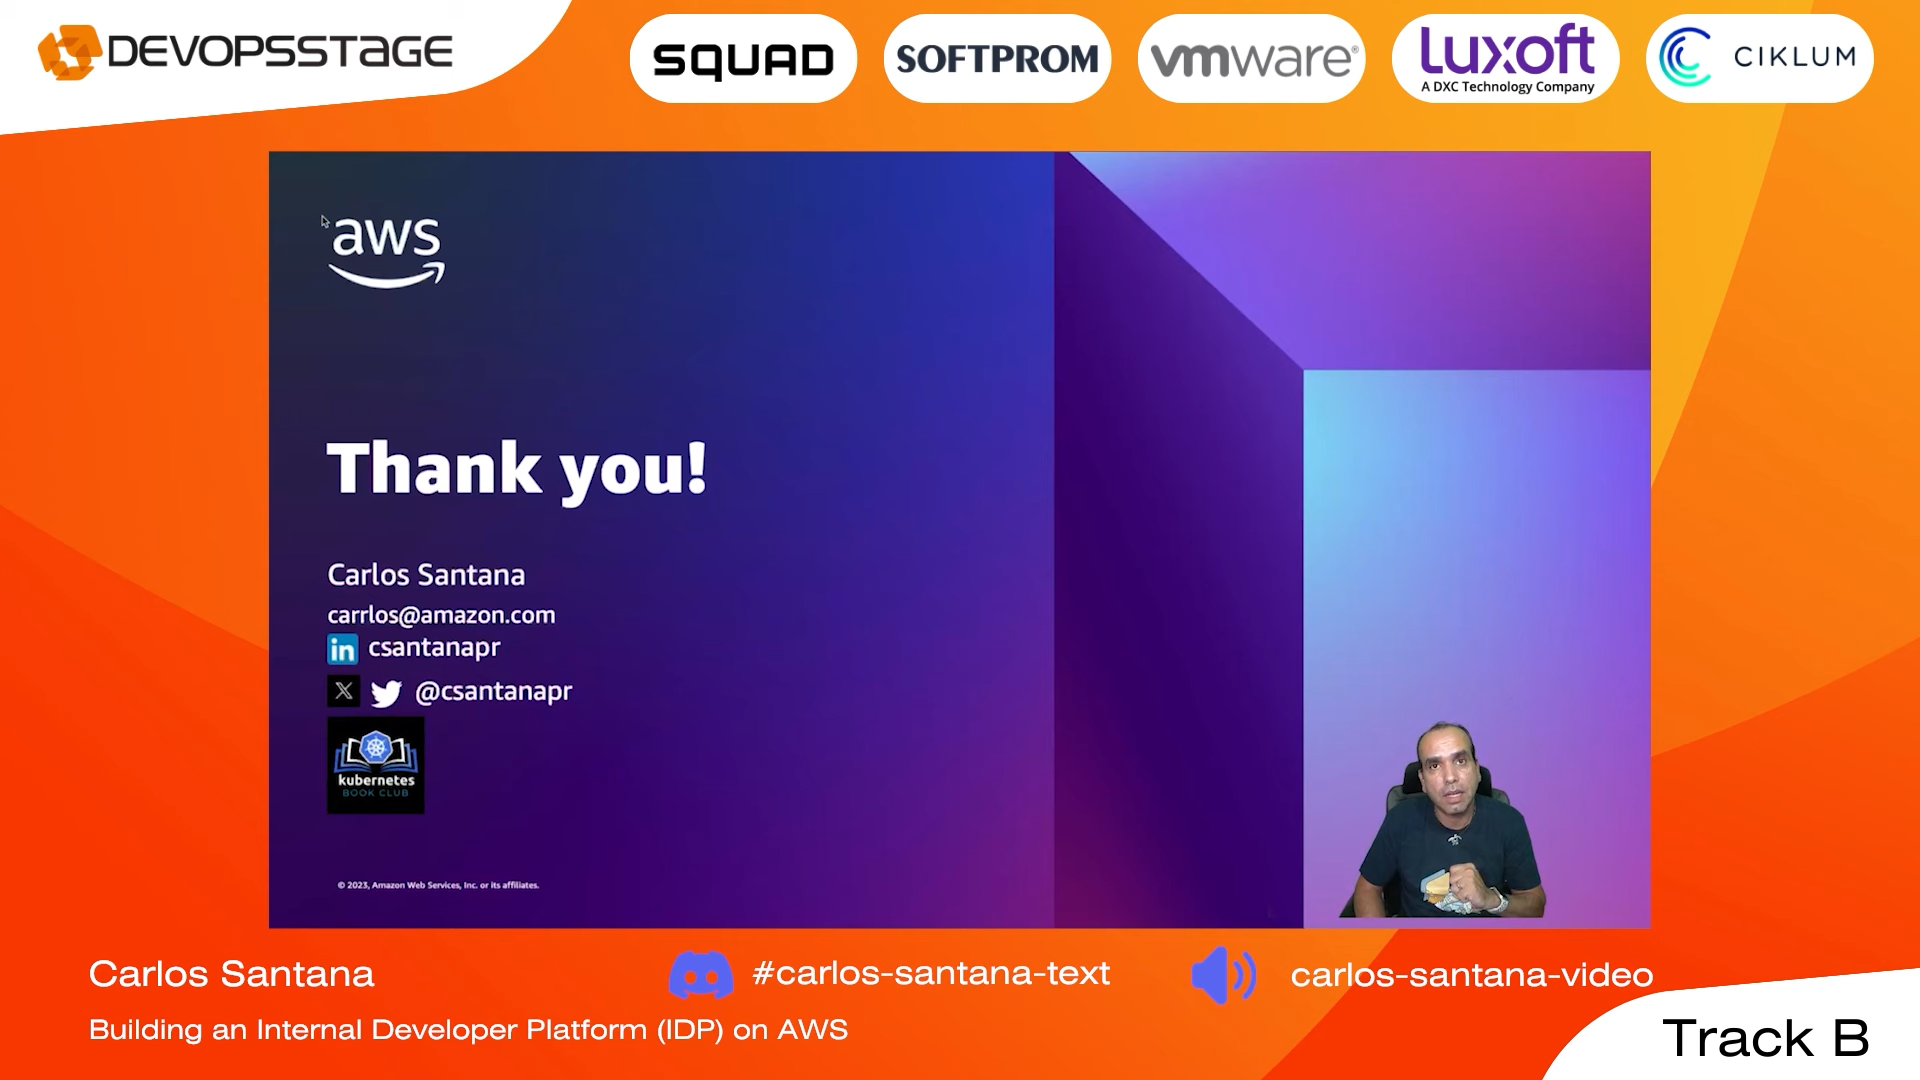 DEVOPSSTAGE
SQUAD
SOFTPROM
vmware®
Luxoft
A DXC Technology Company
CIKLUM
aws
Thank you!
Carlos Santana
carrlos@amazon.com
in csantanapr
X @csantanapr
kubernetes
BOOK CLUB
© 2023, Amazon Web Services, Inc. or its affiliates.
Carlos Santana
#carlos-santana-text
carlos-santana-video
Building an Internal Developer Platform (IDP) on AWS
Track B